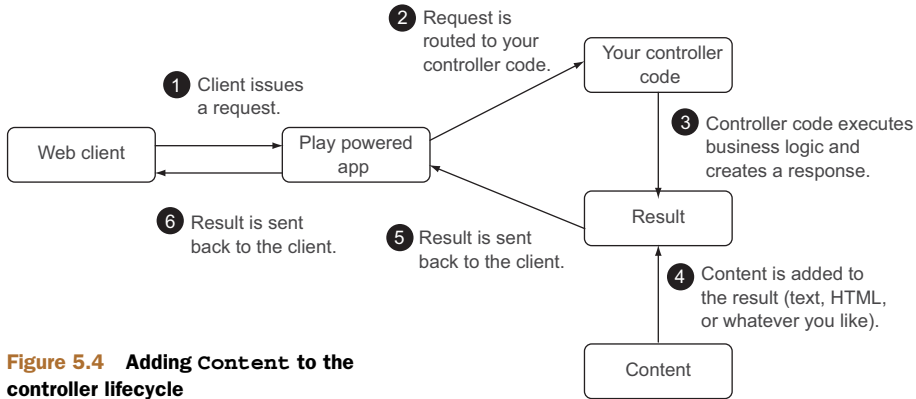 2 Request is
routed to your
controller code.
Your controller
code
1 Client issues
a request.
3 Controller code executes
business logic and
creates a response.
Web client
Play powered
app
Result
6 Result is sent
back to the client.
5 Result is sent
back to the client.
4 Content is added to
the result (text, HTML,
or whatever you like).
Content
Figure 5.4 Adding Content to the
controller lifecycle